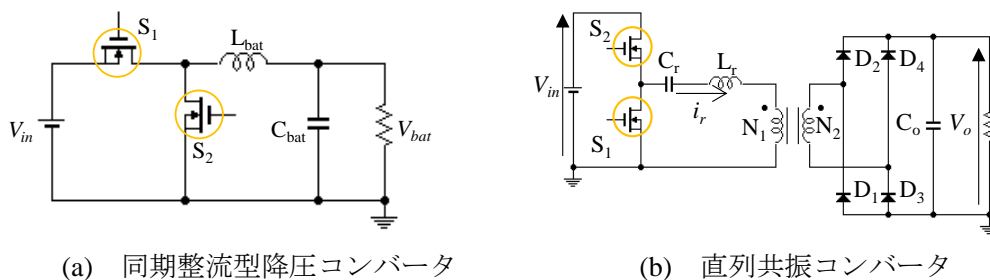 S1
Lbat
Vin
S2
Cbat
Vbat
(a) 同期整流型降圧コンバータ
S2
Cr
Lr
Vin
ir
S1
N1
N2
D2
D4
Co
Vo
D1
D3
(b) 直列共振コンバータ